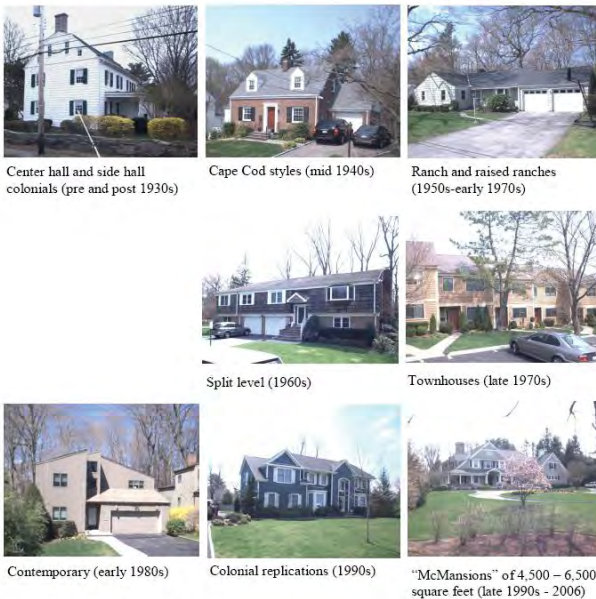 Center hall and side hall
colonials (pre and post 1930s)
Cape Cod styles (mid 1940s)
Ranch and raised ranches
(1950s-early 1970s)
Split level (1960s)
Townhouses (late 1970s)
Contemporary (early 1980s)
Colonial replications (1990s)
“McMansions” of 4,500 – 6,500
square feet (late 1990s - 2006)